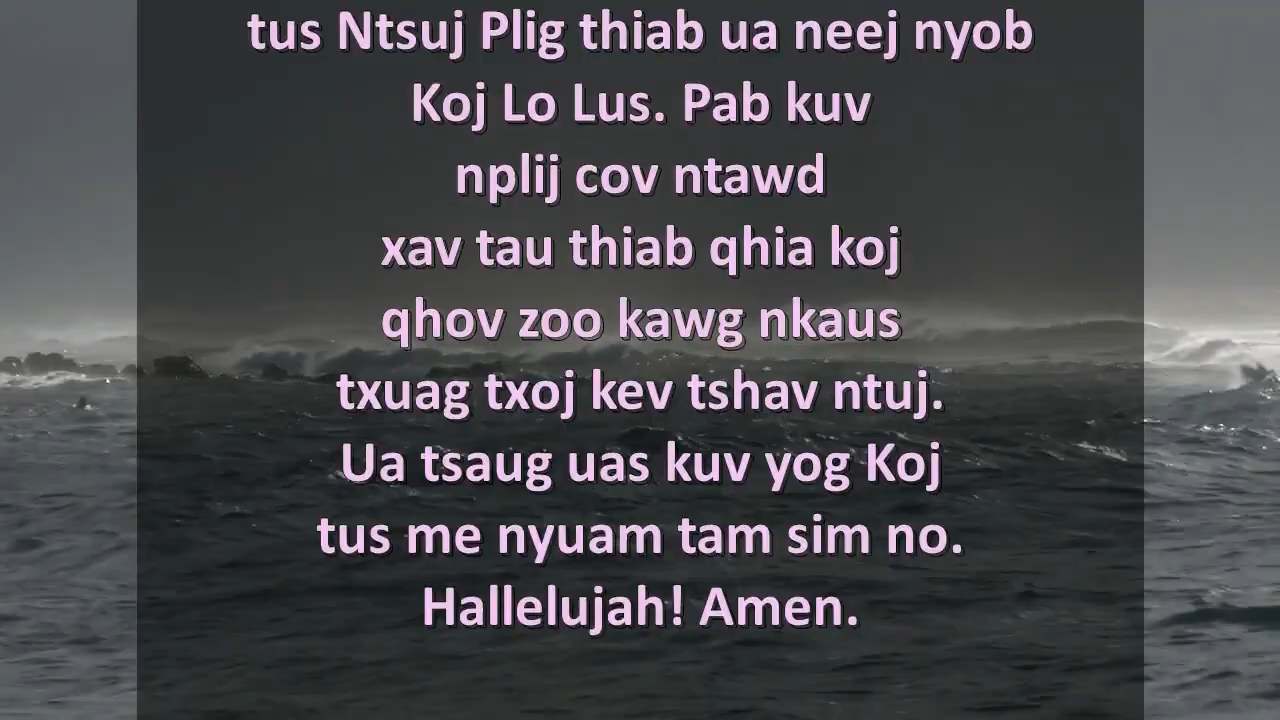 tus Ntsuj Plig thiab ua neej nyob
Koj Lo Lus. Pab kuv
nplij cov ntawd
xav tau thiab qhia koj
qhov zoo kawg nkaus
txuag txoj kev tshav ntuj.
Ua tsaug uas kuv yog Koj
tus me nyuam tam sim no.
Hallelujah! Amen.